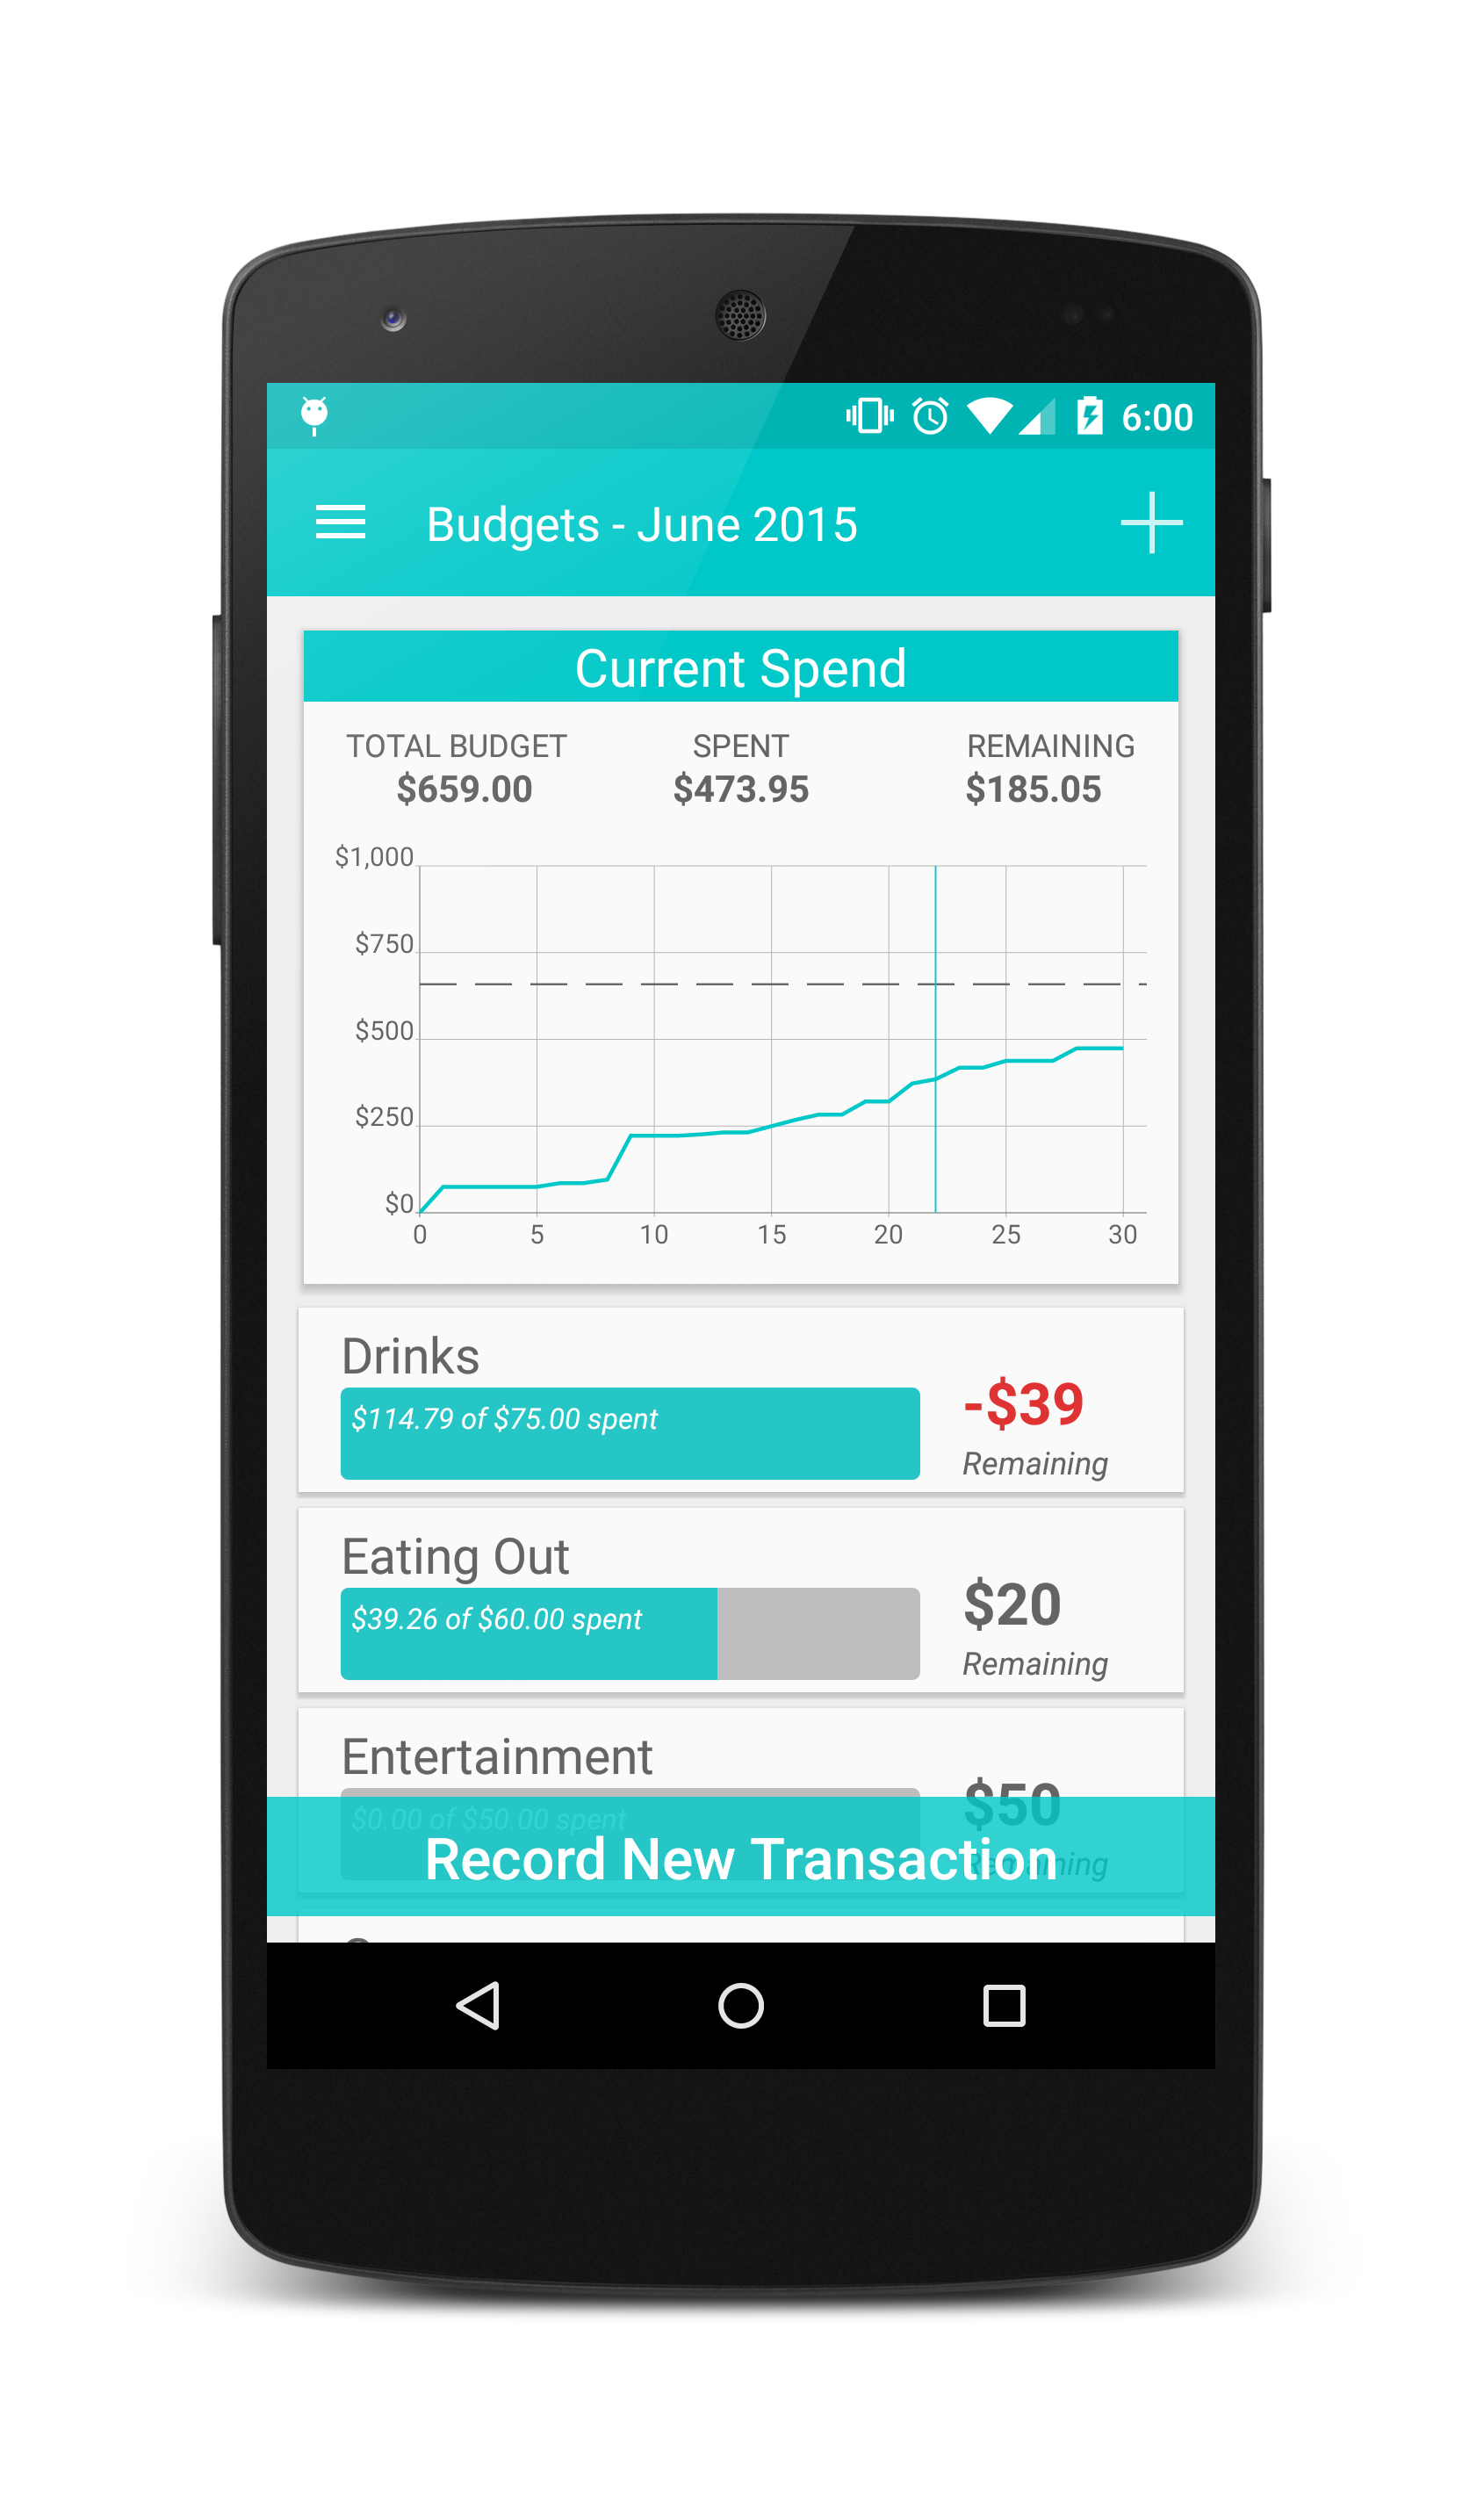 6:00
Budgets - June 2015
Current Spend
TOTAL BUDGET SPENT REMAINING
$659.00 $473.95 $185.05
$1,000
$750
$500
$250
$0
0 5 10 15 20 25 30
Drinks
$114.79 of $75.00 spent
-$39
Remaining
Eating Out
$39.26 of $60.00 spent
$20
Remaining
Entertainment
$0.00 of $50.00 spent
$50
Remaining
Record New Transaction